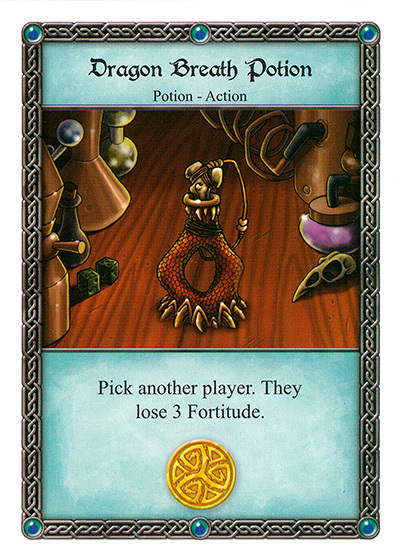 Dragon Breath Potion
Potion - Action
Pick another player. They
lose 3 Fortitude.